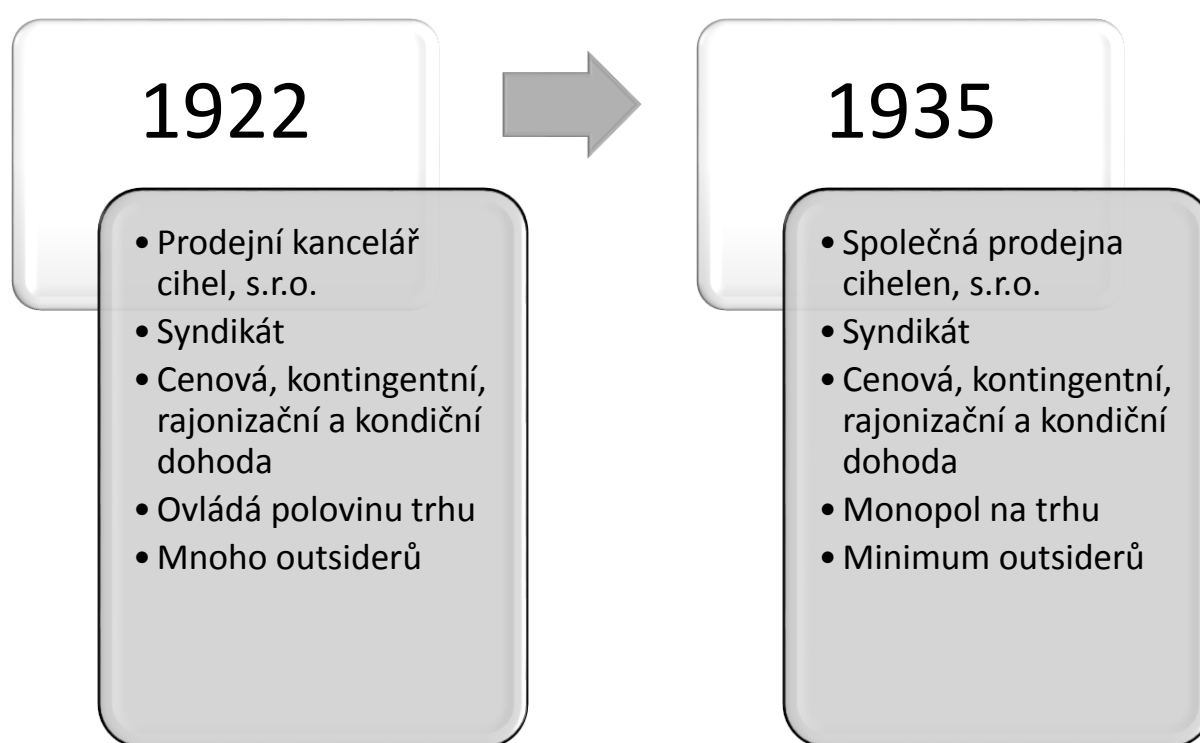 1922
• Prodejní kancelář
cihel, s.r.o.
• Syndikát
• Cenová, kontingentní,
rajonizační a kondiční
dohoda
• Ovládá polovinu trhu
• Mnoho outsiderů
1935
• Společná prodejna
cihelen, s.r.o.
• Syndikát
• Cenová, kontingentní,
rajonizační a kondiční
dohoda
• Monopol na trhu
• Minimum outsiderů